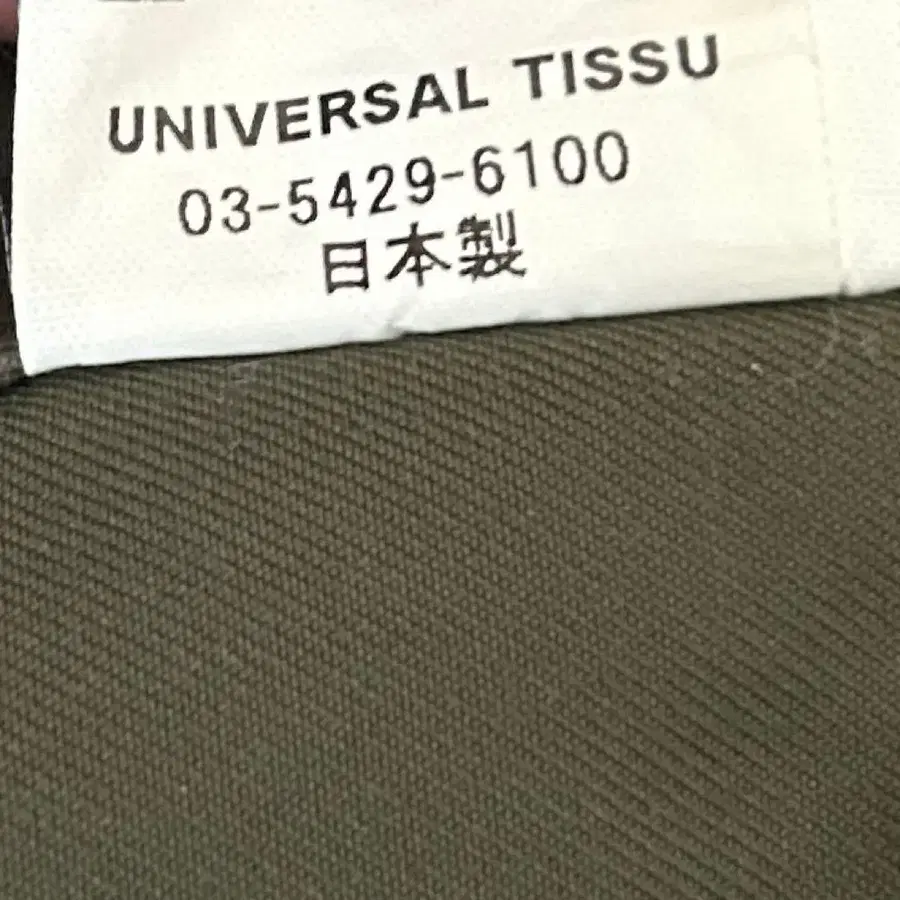 UNIVERSAL TISSU
03-5429-6100
日本製